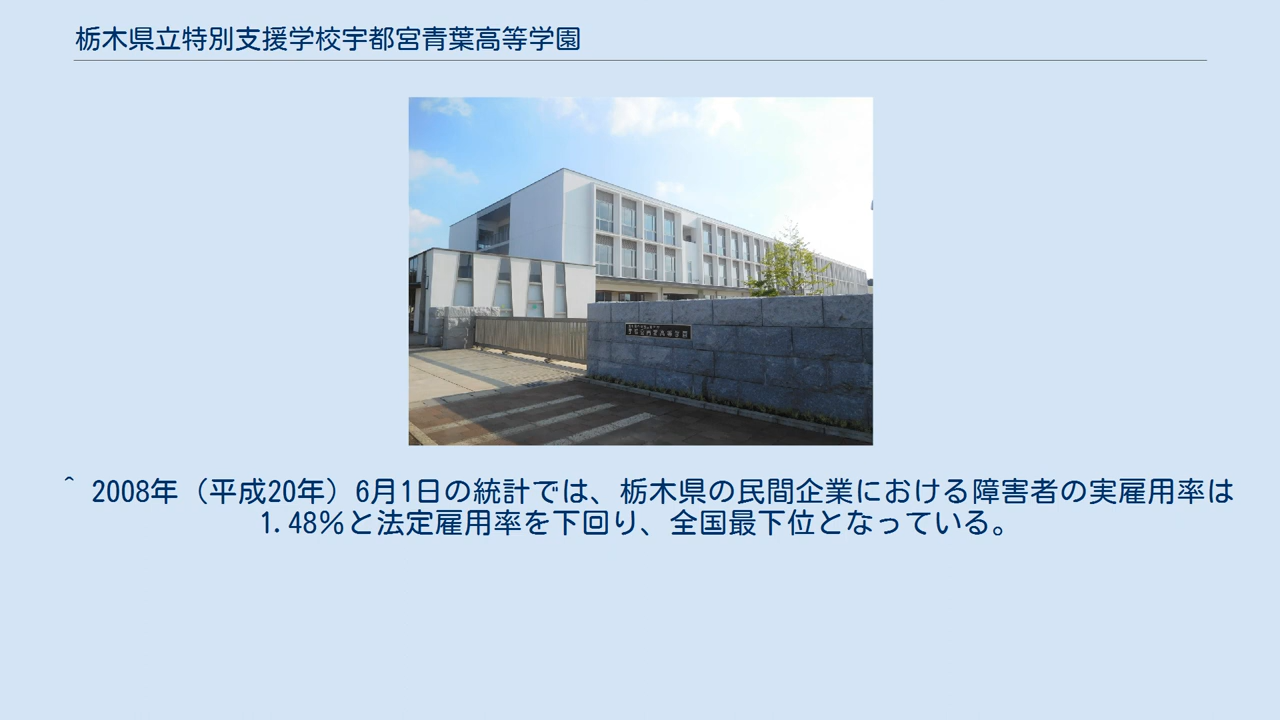 栃木県立特別支援学校宇都宮青葉高等学園
^ 2008年（平成20年）6月1日の統計では、栃木県の民間企業における障害者の実雇用率は
1.48％と法定雇用率を下回り、全国最下位となっている。